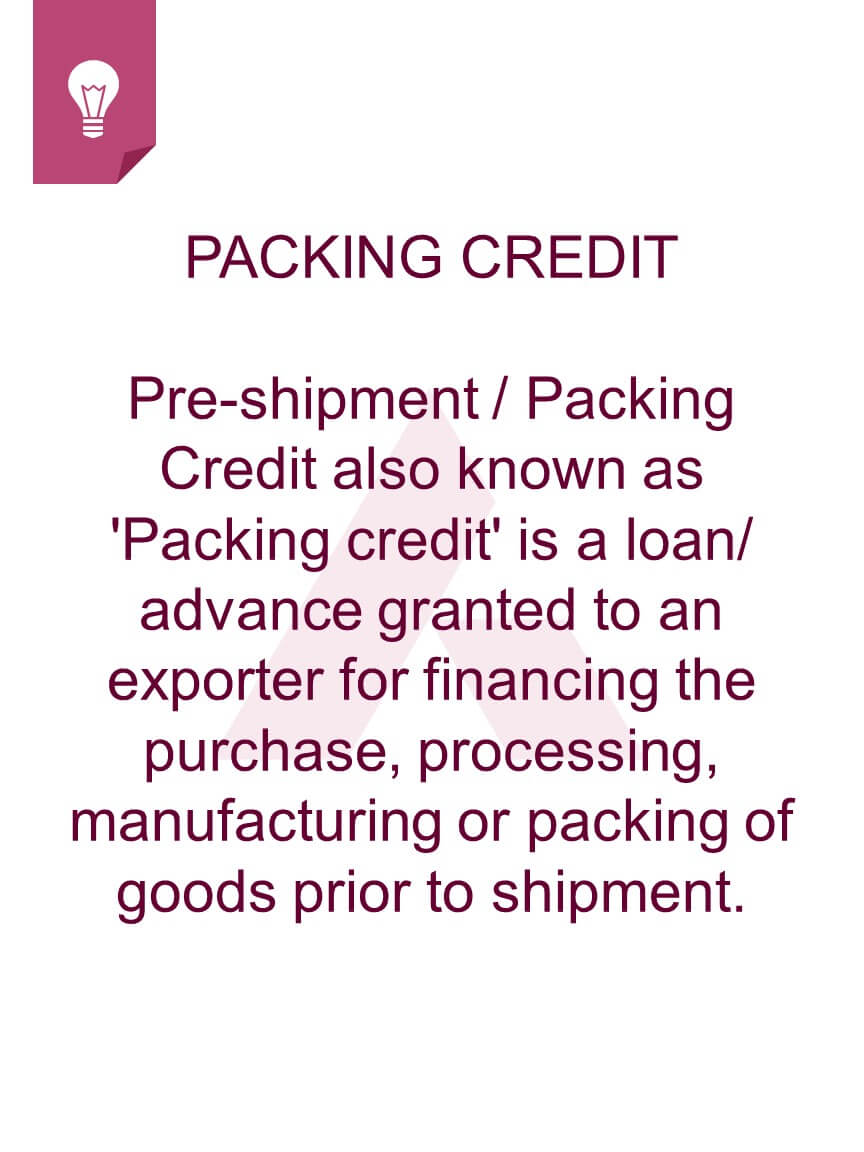 PACKING CREDIT
Pre-shipment / Packing
Credit also known as
'Packing credit' is a loan/
advance granted to an
exporter for financing the
purchase, processing,
manufacturing or packing of
goods prior to shipment.